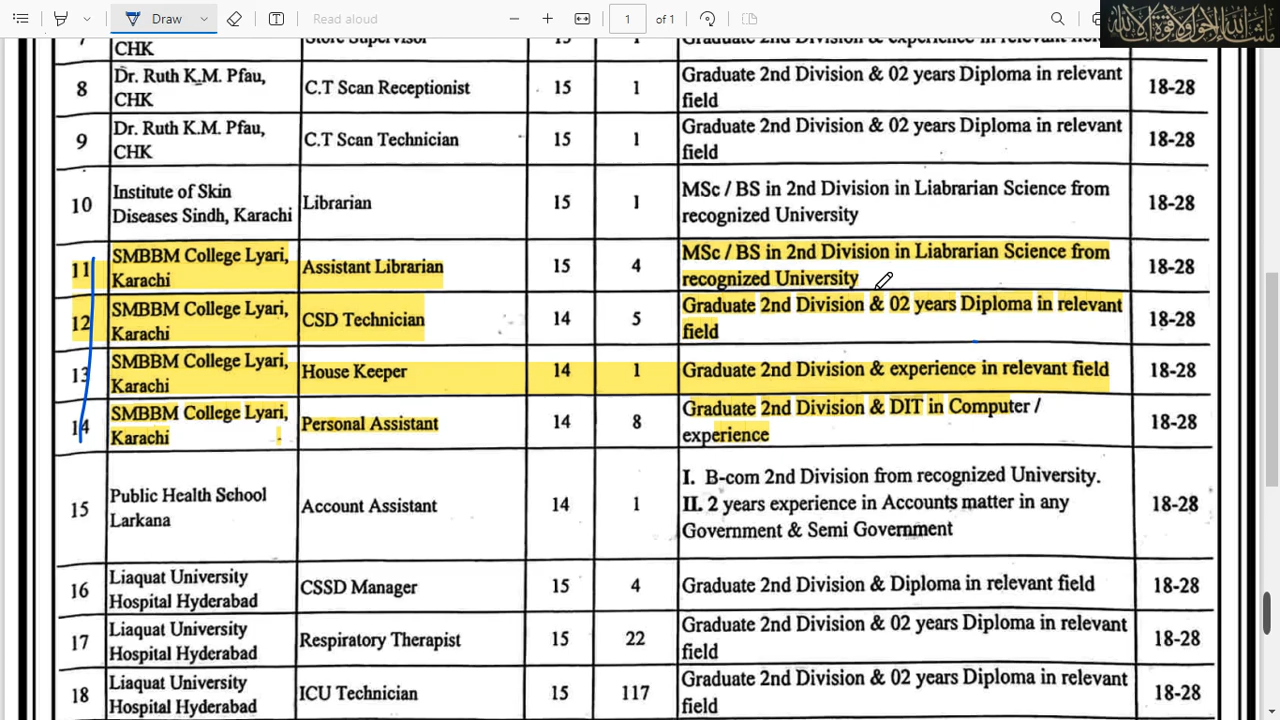 Draw
Read aloud
1 of 1
7 CHK Store Supervisor 15 1 Graduate 2nd Division & experience in relevant field
8 Dr. Ruth K.M. Pfau, C.T Scan Receptionist 15 1 Graduate 2nd Division & 02 years Diploma in relevant 18-28
CHK field
9 Dr. Ruth K.M. Pfau, C.T Scan Technician 15 1 Graduate 2nd Division & 02 years Diploma in relevant 18-28
CHK field
10 Institute of Skin Librarian 15 1 MSc / BS in 2nd Division in Liabrarian Science from 18-28
Diseases Sindh, Karachi recognized University
11 SMBBM College Lyari, Assistant Librarian 15 4 MSc / BS in 2nd Division in Liabrarian Science from 18-28
Karachi recognized University
12 SMBBM College Lyari, CSD Technician 14 5 Graduate 2nd Division & 02 years Diploma in relevant 18-28
Karachi field
13 SMBBM College Lyari, House Keeper 14 1 Graduate 2nd Division & experience in relevant field 18-28
Karachi
14 SMBBM College Lyari, Personal Assistant 14 8 Graduate 2nd Division & DIT in Computer / 18-28
Karachi experience
15 Public Health School Account Assistant 14 1 I. B-com 2nd Division from recognized University. 18-28
Larkana II. 2 years experience in Accounts matter in any
Government & Semi Government
16 Liaquat University CSSD Manager 15 4 Graduate 2nd Division & Diploma in relevant field 18-28
Hospital Hyderabad
17 Liaquat University Respiratory Therapist 15 22 Graduate 2nd Division & 02 years Diploma in relevant 18-28
Hospital Hyderabad field
18 Liaquat University ICU Technician 15 117 Graduate 2nd Division & 02 years Diploma in relevant 18-28
Hospital Hyderabad field